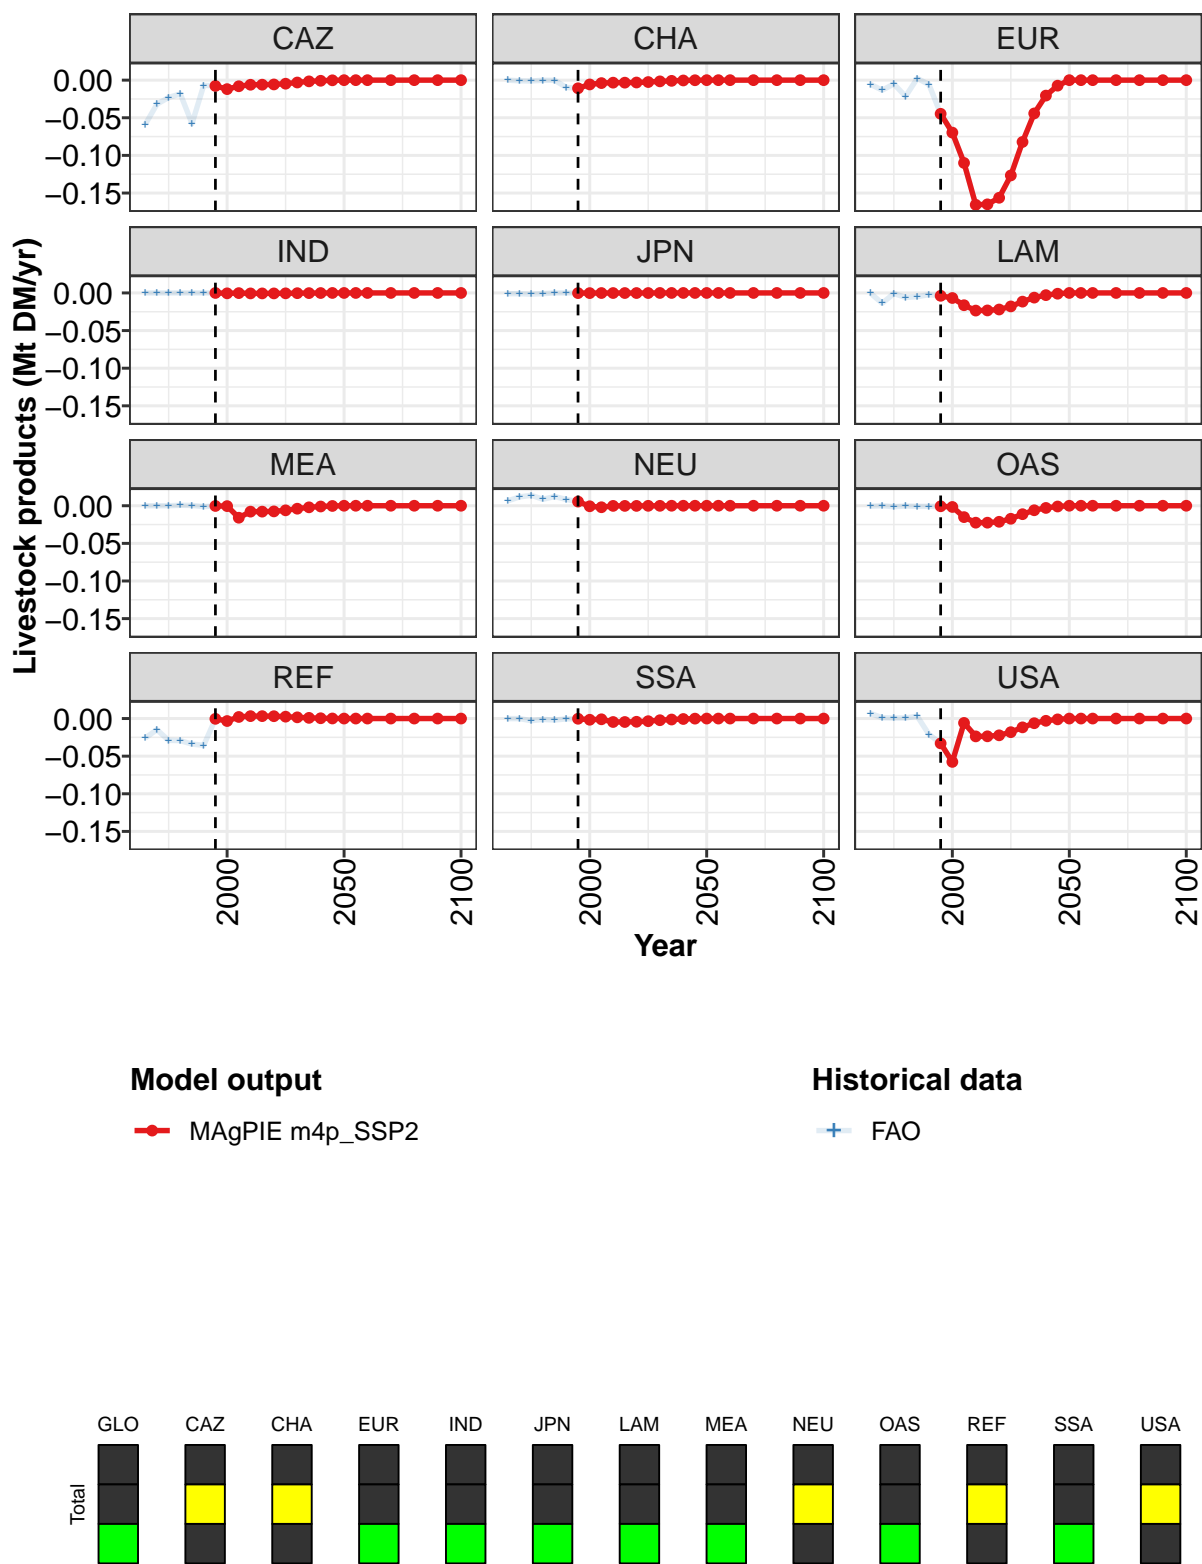 CAZ CHA EUR
0.00
−0.05
−0.10
−0.15
IND JPN LAM
0.00
−0.05
−0.10
−0.15
MEA NEU OAS
0.00
−0.05
−0.10
−0.15
REF SSA USA
0.00
−0.05
−0.10
−0.15
Livestock products (Mt DM/yr)
2000 2050 2100 2000 2050 2100 2000 2050 2100
Year
Model output Historical data
MAgPIE m4p_SSP2 FAO
GLO CAZ CHA EUR IND JPN LAM MEA NEU OAS REF SSA USA
Total